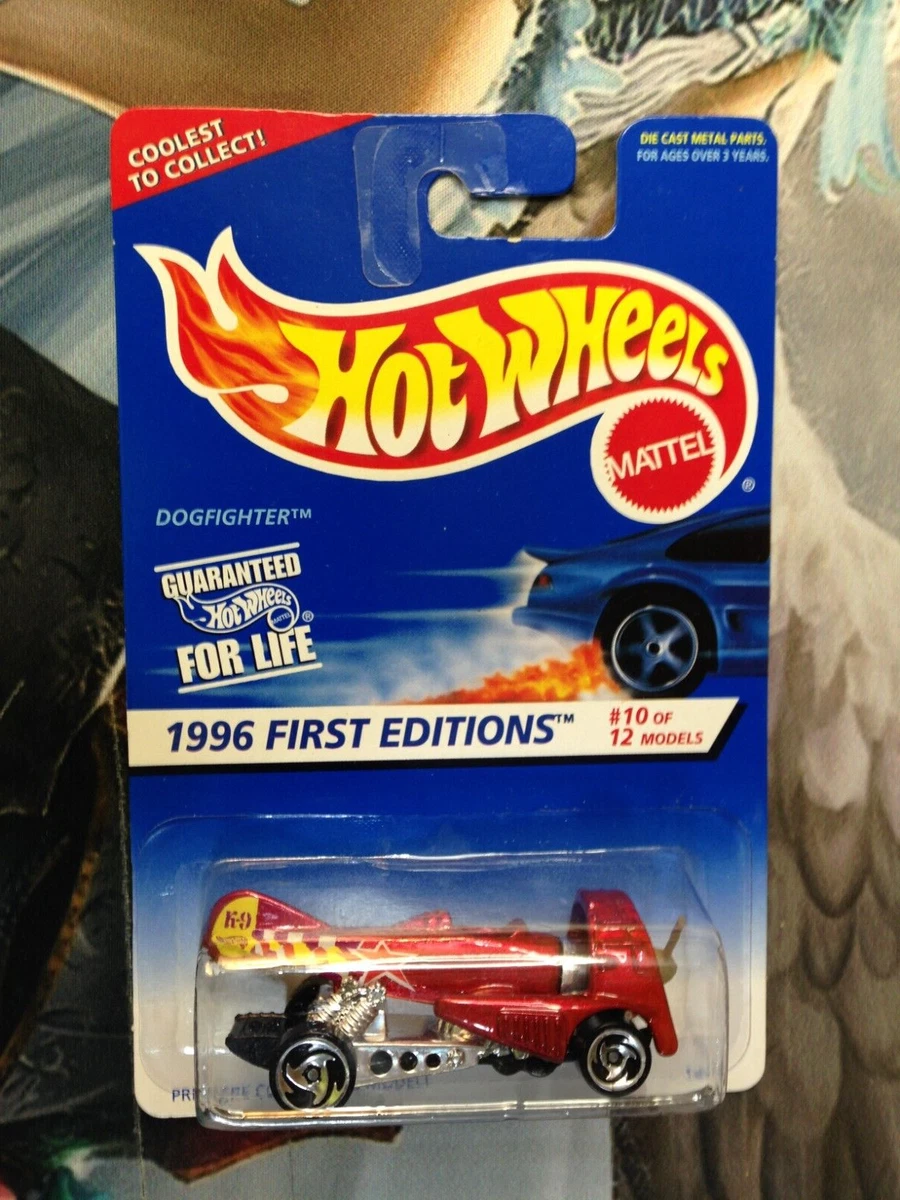 COOLEST
TO COLLECT!
DIE CAST METAL PARTS.
FOR AGES OVER 3 YEARS.
HOT WHEELS
MATTEL
®
DOGFIGHTER™
GUARANTEED
HOT WHEELS
MATTEL
®
FOR LIFE
1996 FIRST EDITIONS™
#10 OF
12 MODELS
K-9